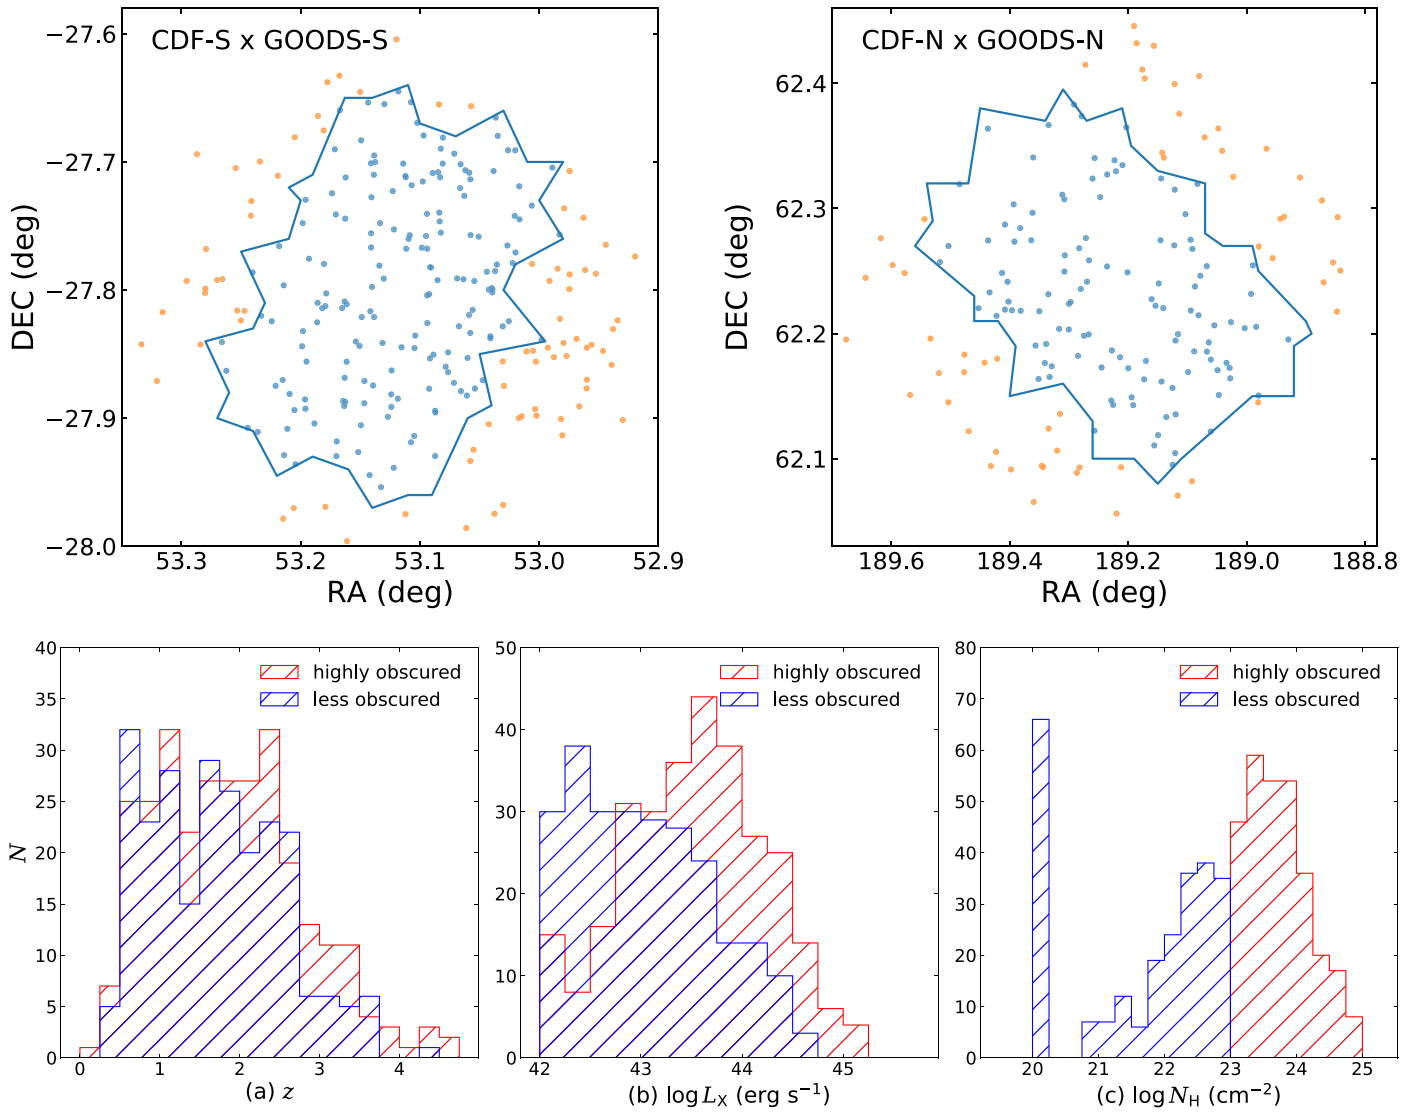 CDF-S x GOODS-S
DEC (deg)
−27.6
−27.7
−27.8
−27.9
−28.0
53.3 53.2 53.1 53.0 52.9
RA (deg)
CDF-N x GOODS-N
DEC (deg)
62.4
62.3
62.2
62.1
189.6 189.4 189.2 189.0 188.8
RA (deg)
N
40
35
30
25
20
15
10
5
0
highly obscured
less obscured
0 1 2 3 4
(a) z
50
40
30
20
10
0
highly obscured
less obscured
42 43 44 45
(b) log L_X (erg s⁻¹)
80
70
60
50
40
30
20
10
0
highly obscured
less obscured
20 21 22 23 24 25
(c) log N_H (cm⁻²)